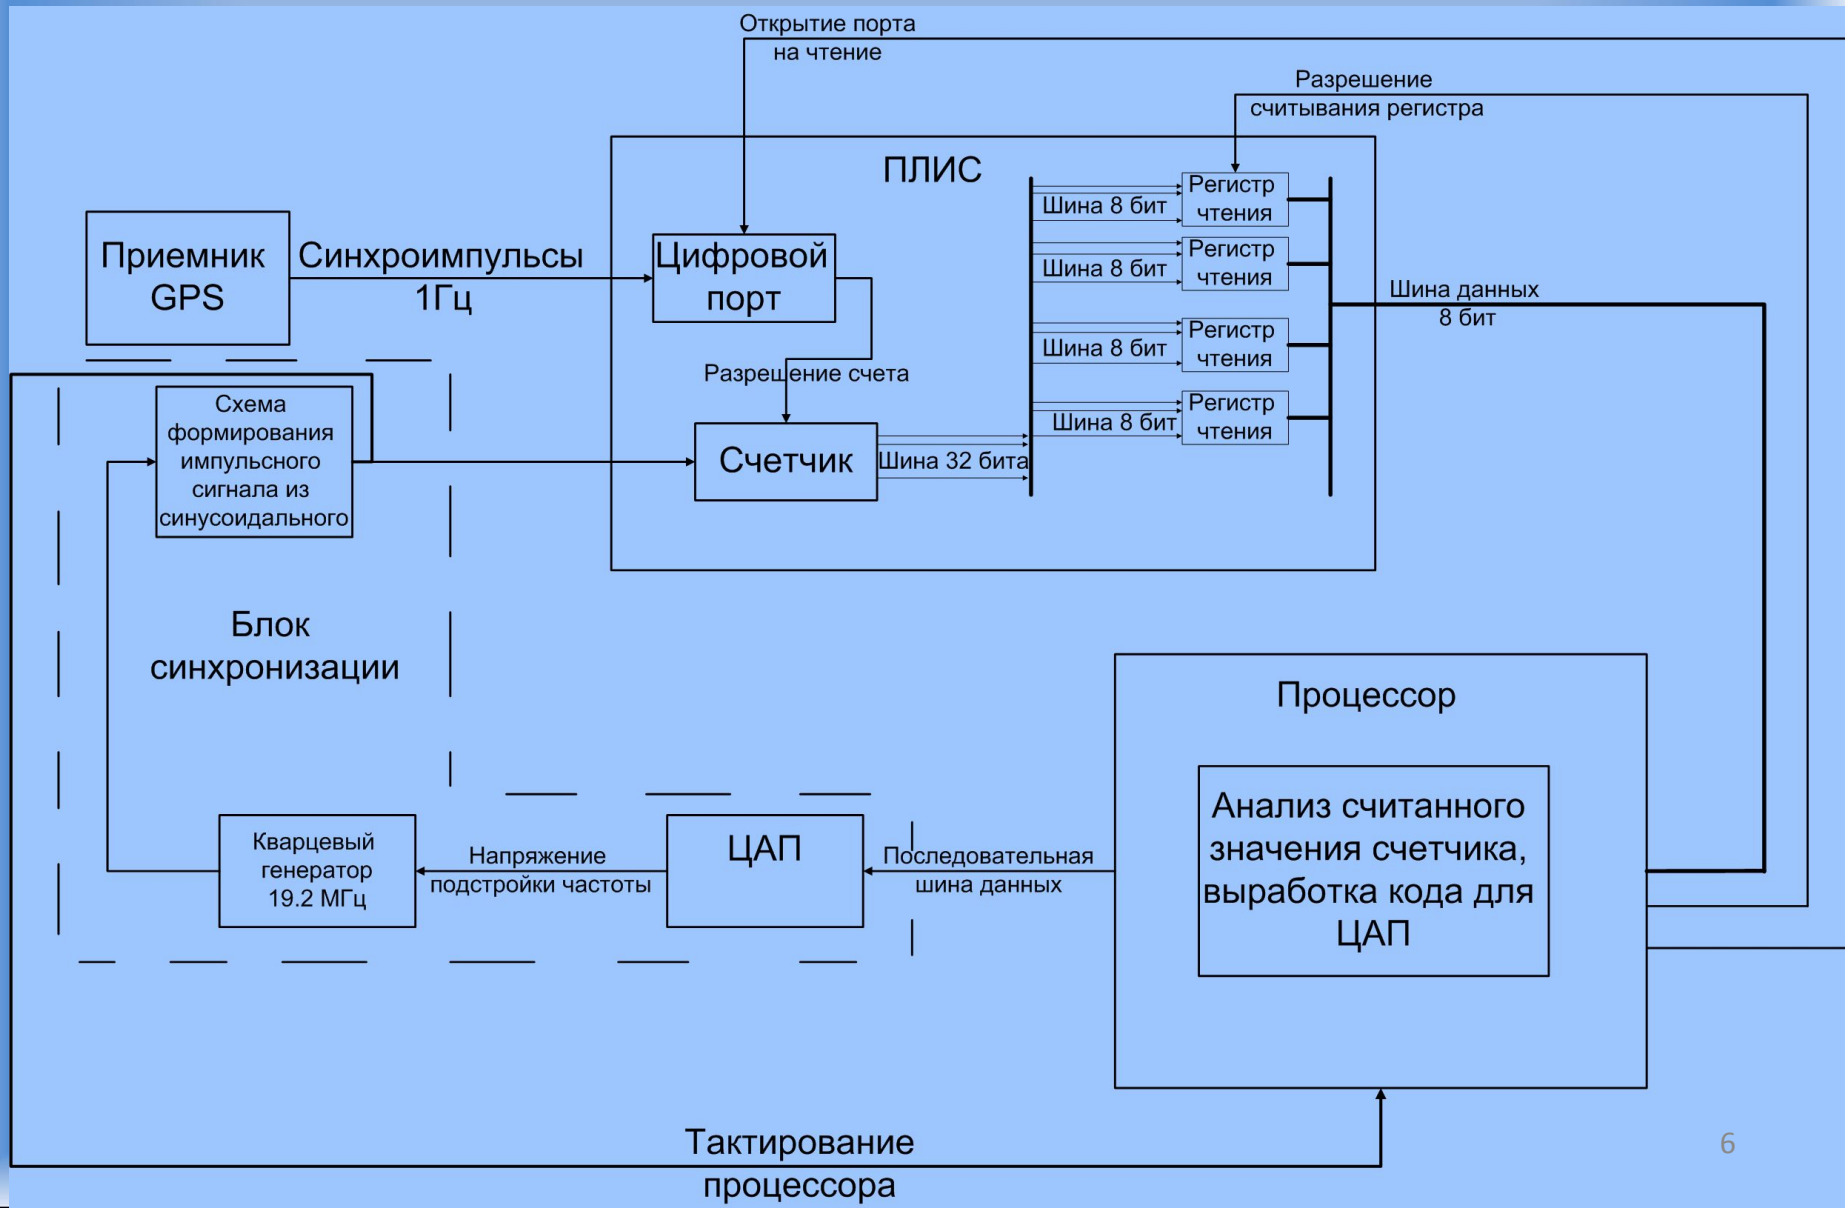 Открытие порта
на чтение
Разрешение
считывания регистра
ПЛИС
Приемник
GPS
Синхроимпульсы
1Гц
Цифровой
порт
Шина 8 бит
Регистр
чтения
Шина 8 бит
Регистр
чтения
Шина 8 бит
Регистр
чтения
Шина 8 бит
Регистр
чтения
Шина данных
8 бит
Разрешение счета
Схема
формирования
импульсного
сигнала из
синусоидального
Счетчик
Шина 32 бита
Блок
синхронизации
Процессор
Анализ считанного
значения счетчика,
выработка кода для
ЦАП
Кварцевый
генератор
19.2 МГц
Напряжение
подстройки частоты
ЦАП
Последовательная
шина данных
Тактирование
процессора
6